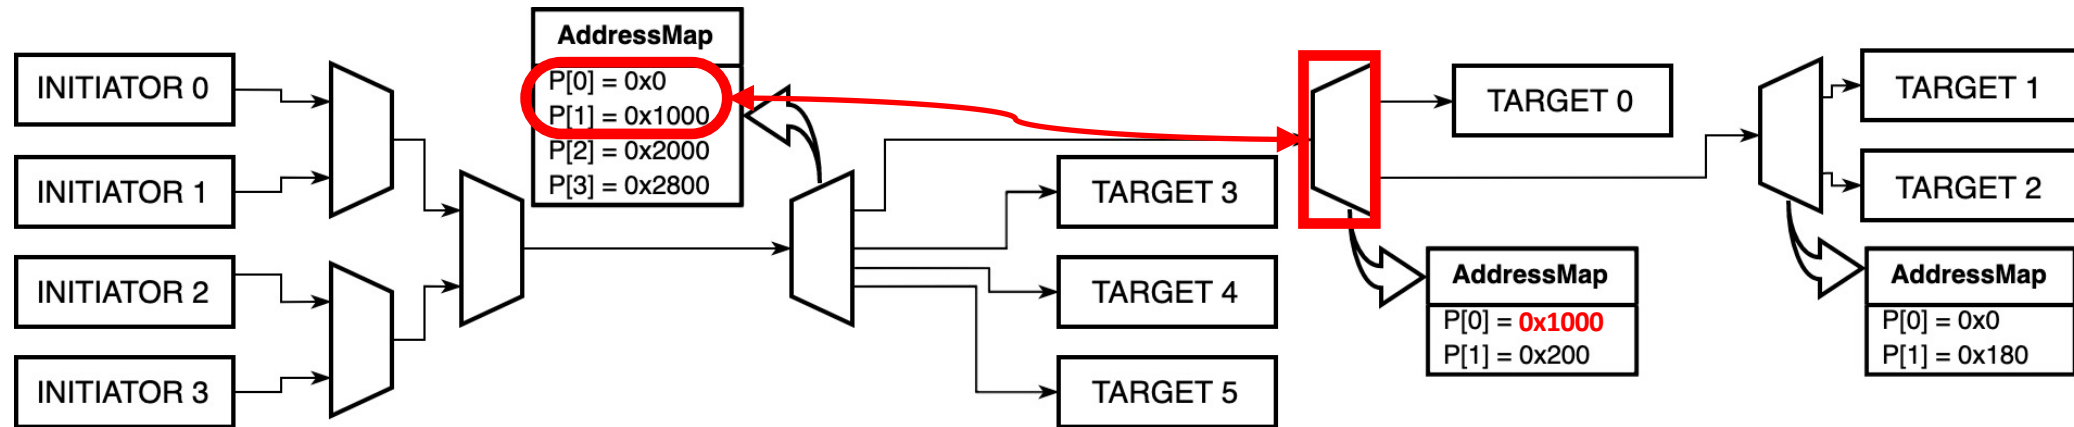 INITIATOR 0
INITIATOR 1
INITIATOR 2
INITIATOR 3
AddressMap
P[0] = 0x0
P[1] = 0x1000
P[2] = 0x2000
P[3] = 0x2800
TARGET 3
TARGET 4
TARGET 5
TARGET 0
AddressMap
P[0] = 0x1000
P[1] = 0x200
TARGET 1
TARGET 2
AddressMap
P[0] = 0x0
P[1] = 0x180